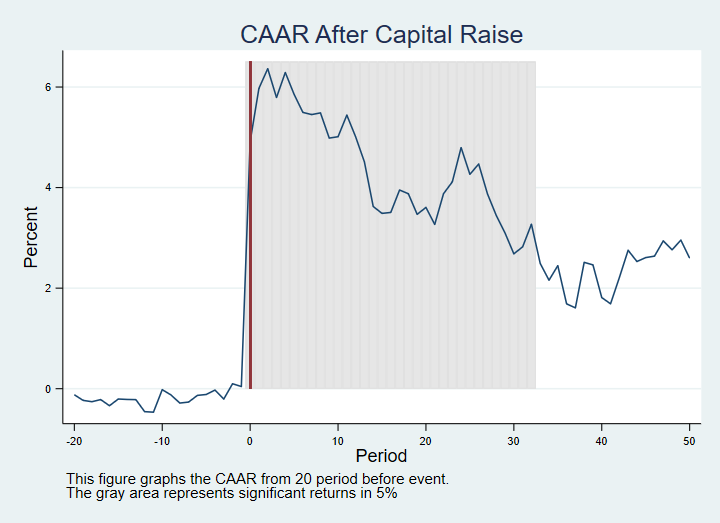 CAAR After Capital Raise
Percent
6
4
2
0
-20 -10 0 10 20 30 40 50
Period
This figure graphs the CAAR from 20 period before event.
The gray area represents significant returns in 5%